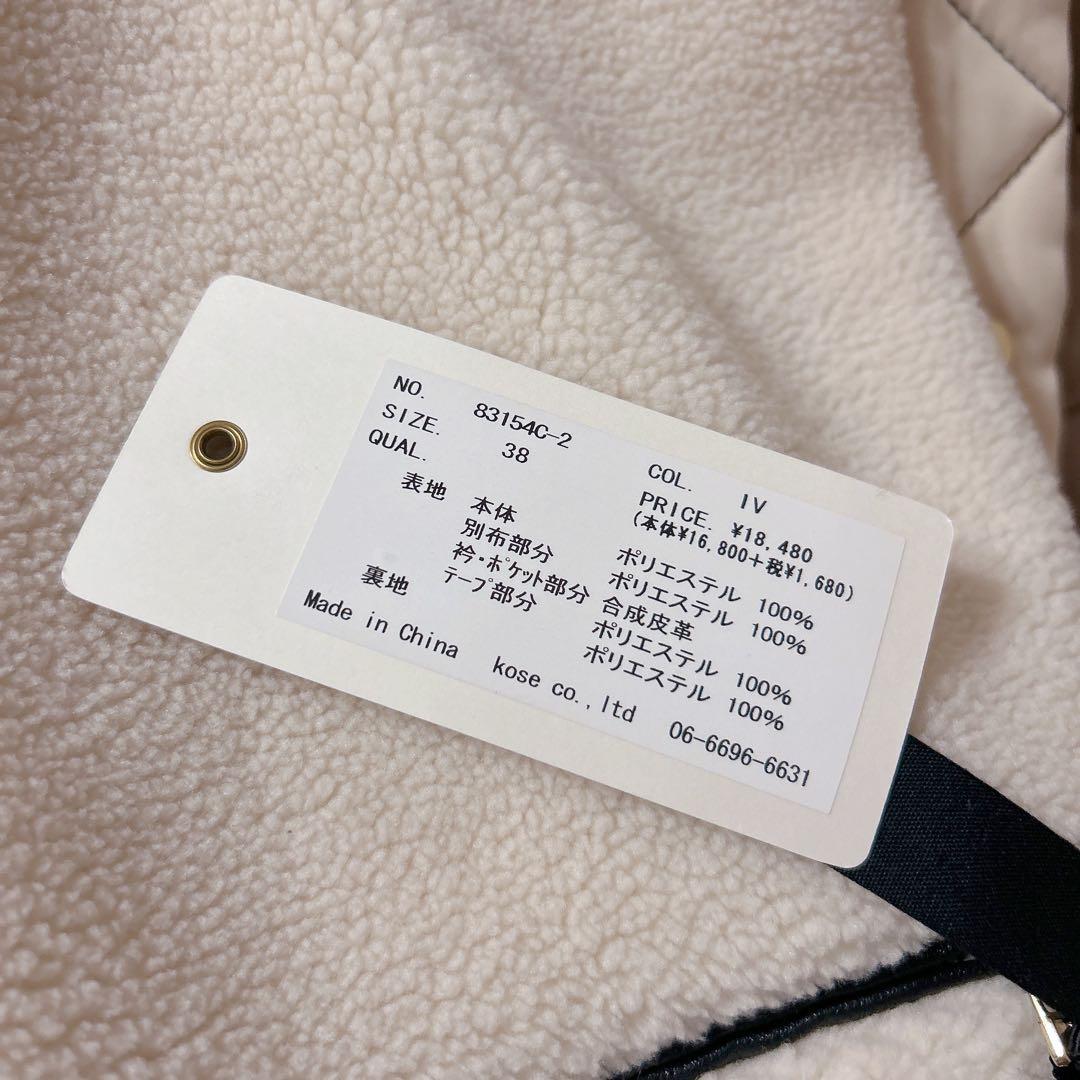 NO. 83154C-2
SIZE. 38 COL. IV
QUAL. PRICE. ¥18,480
(本体¥16,800+税¥1,680)
表地 本体 ポリエステル 100%
別布部分 ポリエステル 100%
衿・ﾎﾟｹｯﾄ部分 合成皮革
裏地 ポリエステル 100%
ﾃｰﾌﾟ部分 ポリエステル 100%
Made in China kose co.,ltd 06-6696-6631